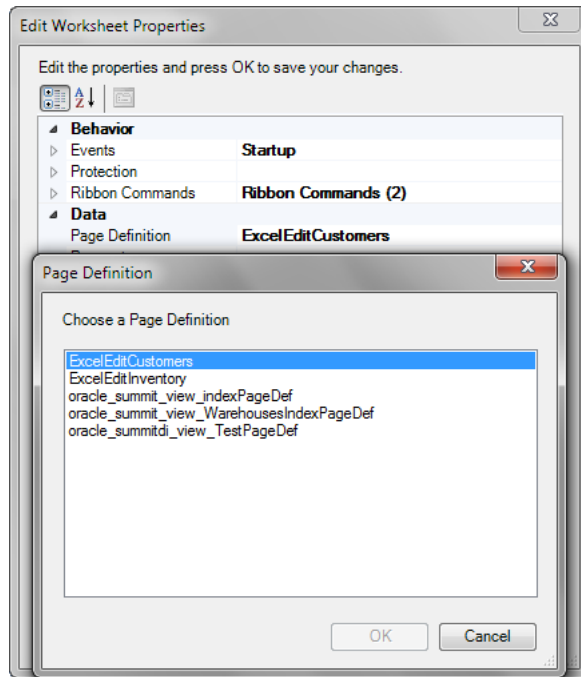 Edit Worksheet Properties
Edit the properties and press OK to save your changes.
Behavior
Events Startup
Protection
Ribbon Commands Ribbon Commands (2)
Data
Page Definition ExcelEditCustomers
Page Definition
Choose a Page Definition
ExcelEditCustomers
ExcelEditInventory
oracle_summit_view_indexPageDef
oracle_summit_view_WarehousesIndexPageDef
oracle_summitdi_view_TestPageDef
OK Cancel